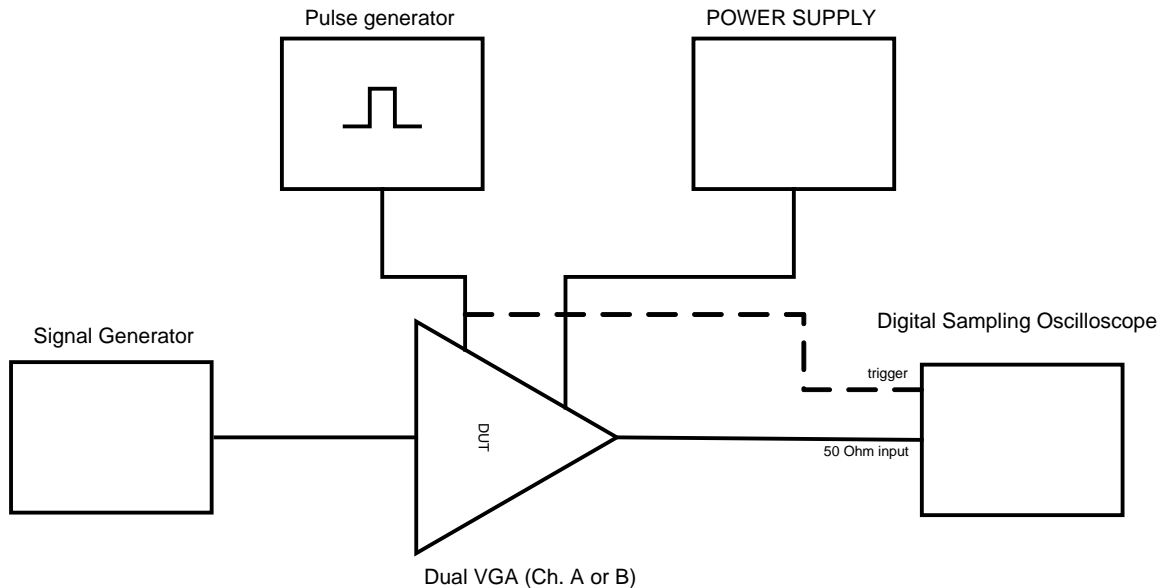 Pulse generator
POWER SUPPLY
Signal Generator
Digital Sampling Oscilloscope
trigger
DUT
50 Ohm input
Dual VGA (Ch. A or B)